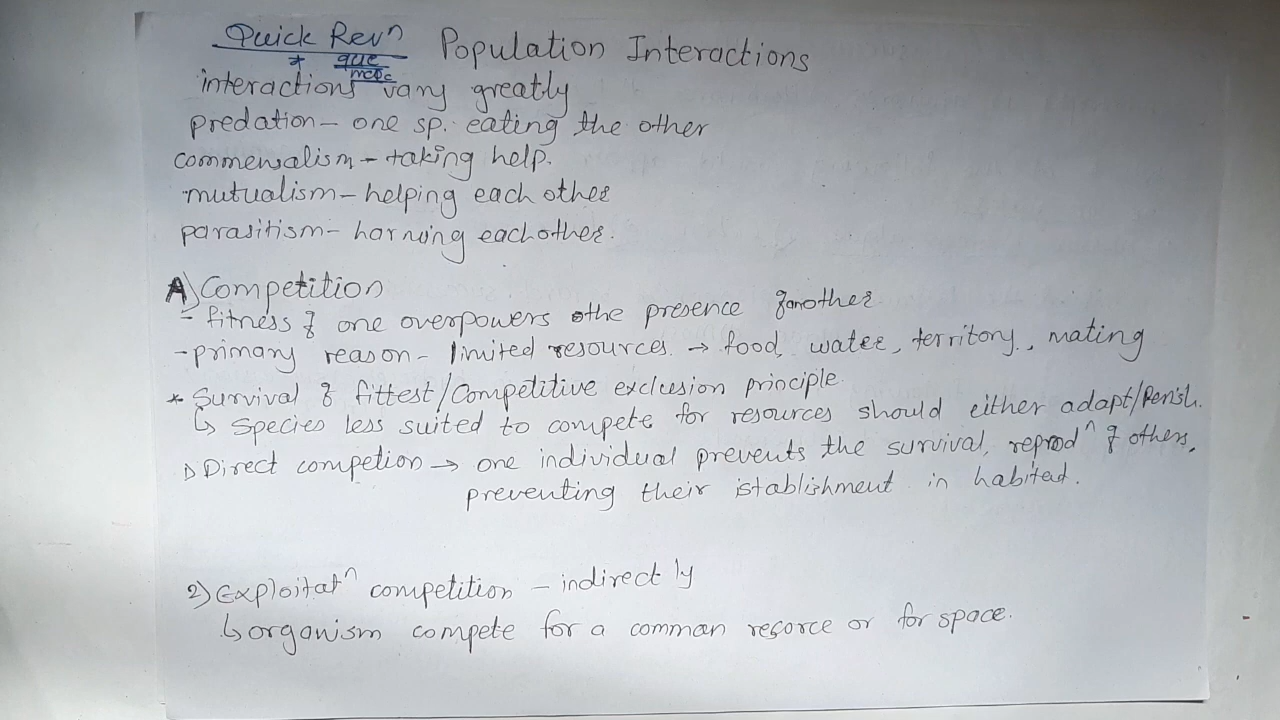 Quick Revn Population Interactions
* que
mcqs
interactions vary greatly
predation - one sp. eating the other
commensalism - taking help.
mutualism - helping each other
parasitism - harming eachother.
A) Competition
- fitness of one overpowers the presence of another
- primary reason - limited resources → food, water, territory, mating
* Survival of fittest/Competitive exclusion principle.
↳ Species less suited to compete for resources should either adapt/Perish.
1) Direct competion → one individual prevents the survival, reprodn of others,
preventing their istablishment in habitat.
2) Exploitatn competition - indirectly
↳ organism compete for a comman resorce or for space.